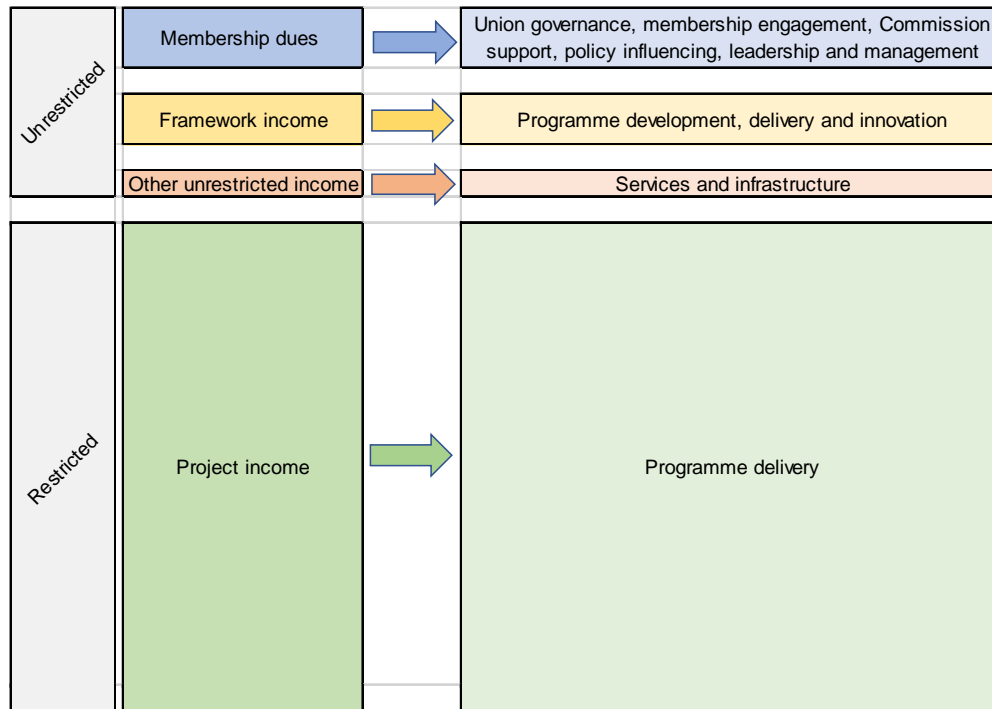 Unrestricted
Membership dues
Union governance, membership engagement, Commission
support, policy influencing, leadership and management
Framework income
Programme development, delivery and innovation
Other unrestricted income
Services and infrastructure
Restricted
Project income
Programme delivery